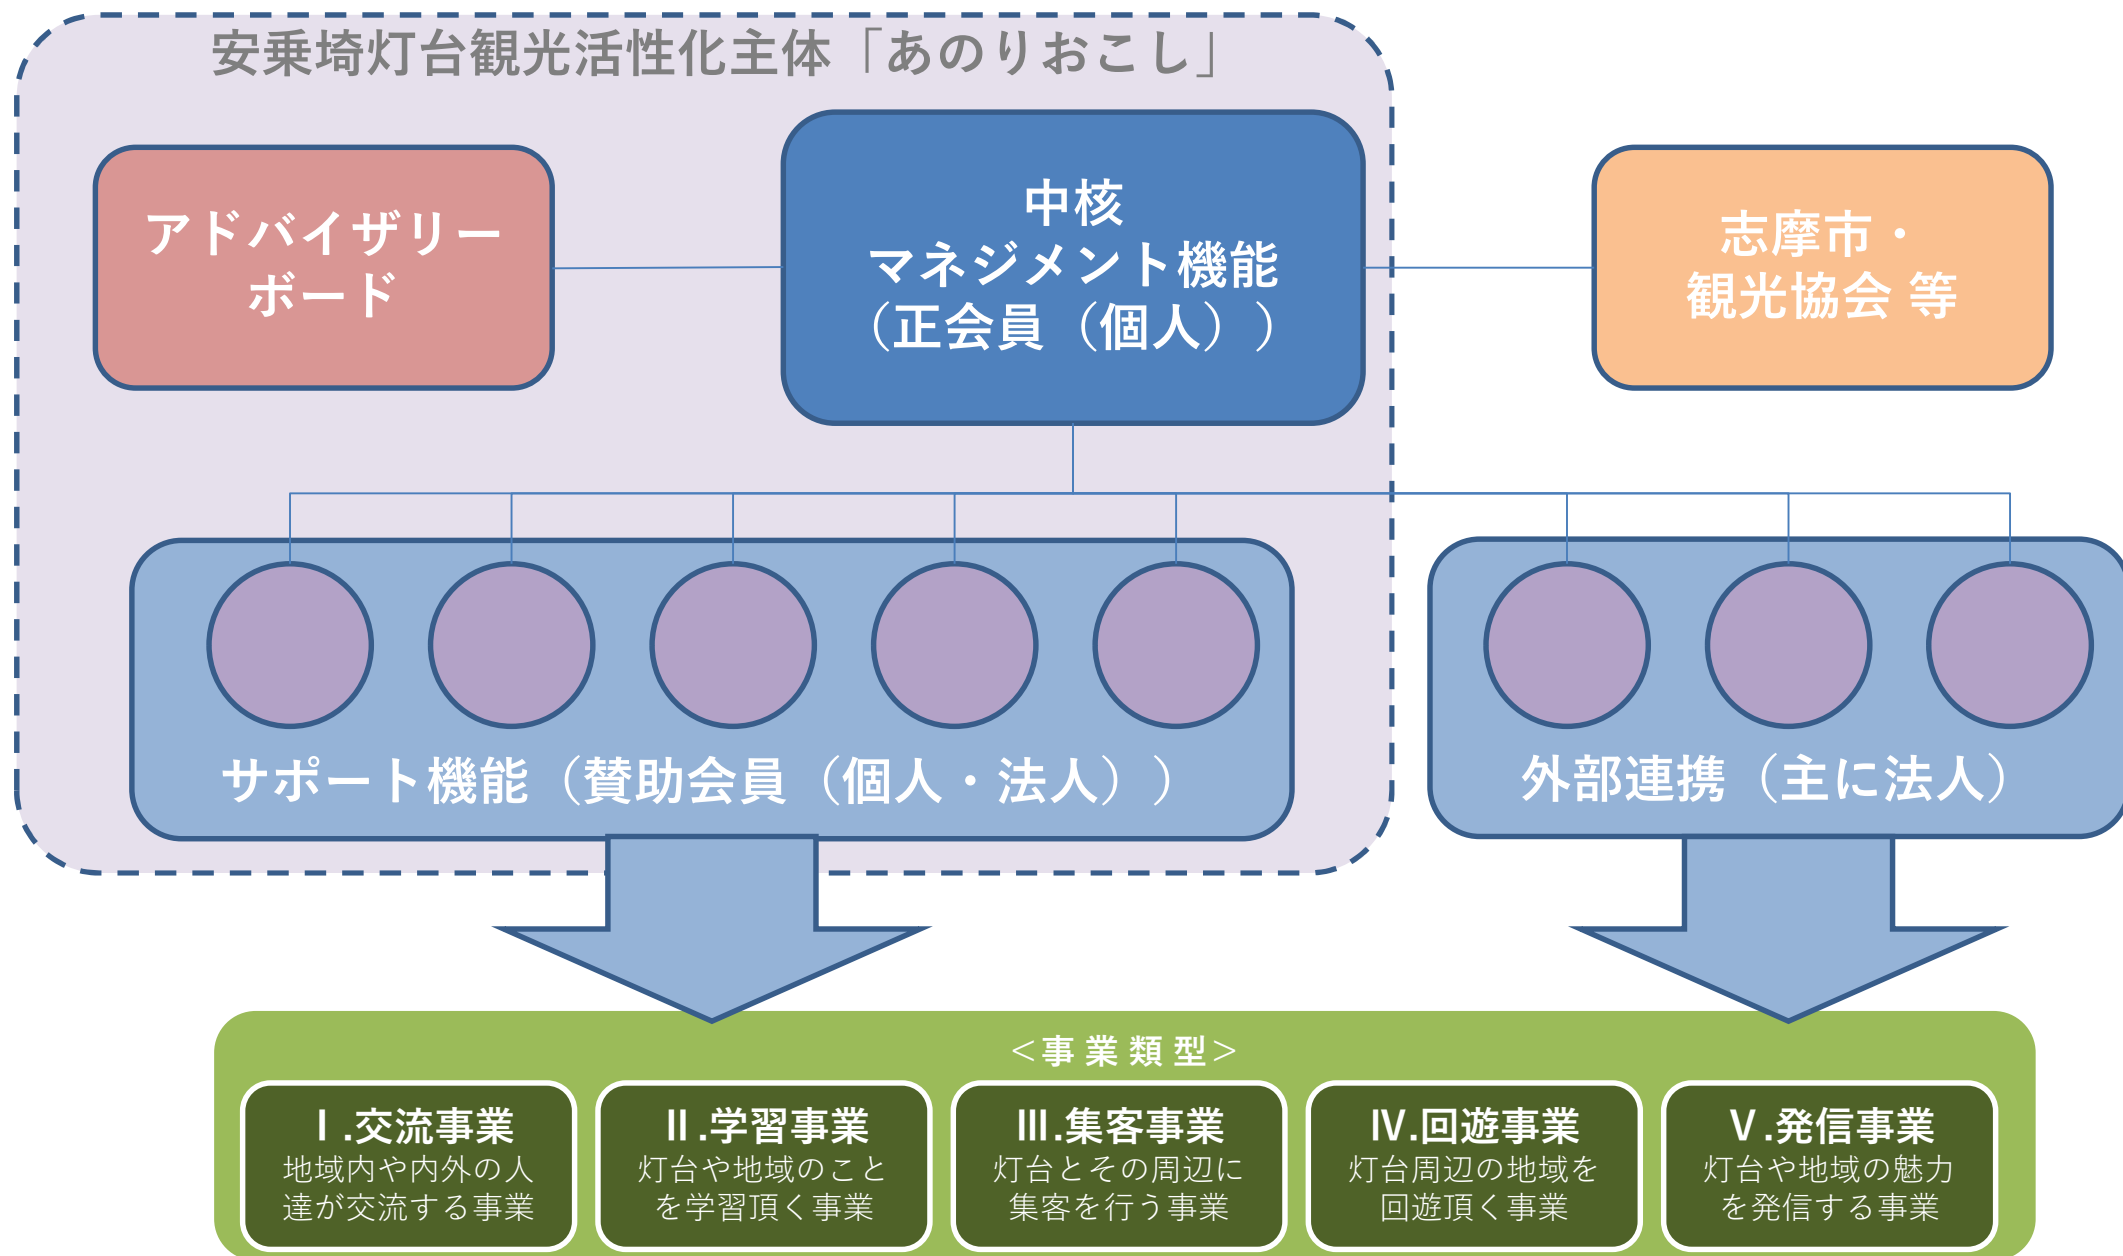 安乗埼灯台観光活性化主体「あのりおこし」
アドバイザリー
ボード
中核
マネジメント機能
（正会員（個人））
志摩市・
観光協会 等
サポート機能（賛助会員（個人・法人））
外部連携（主に法人）
＜事業類型＞
Ⅰ.交流事業
地域内や内外の人
達が交流する事業
Ⅱ.学習事業
灯台や地域のこと
を学習頂く事業
Ⅲ.集客事業
灯台とその周辺に
集客を行う事業
Ⅳ.回遊事業
灯台周辺の地域を
回遊頂く事業
Ⅴ.発信事業
灯台や地域の魅力
を発信する事業